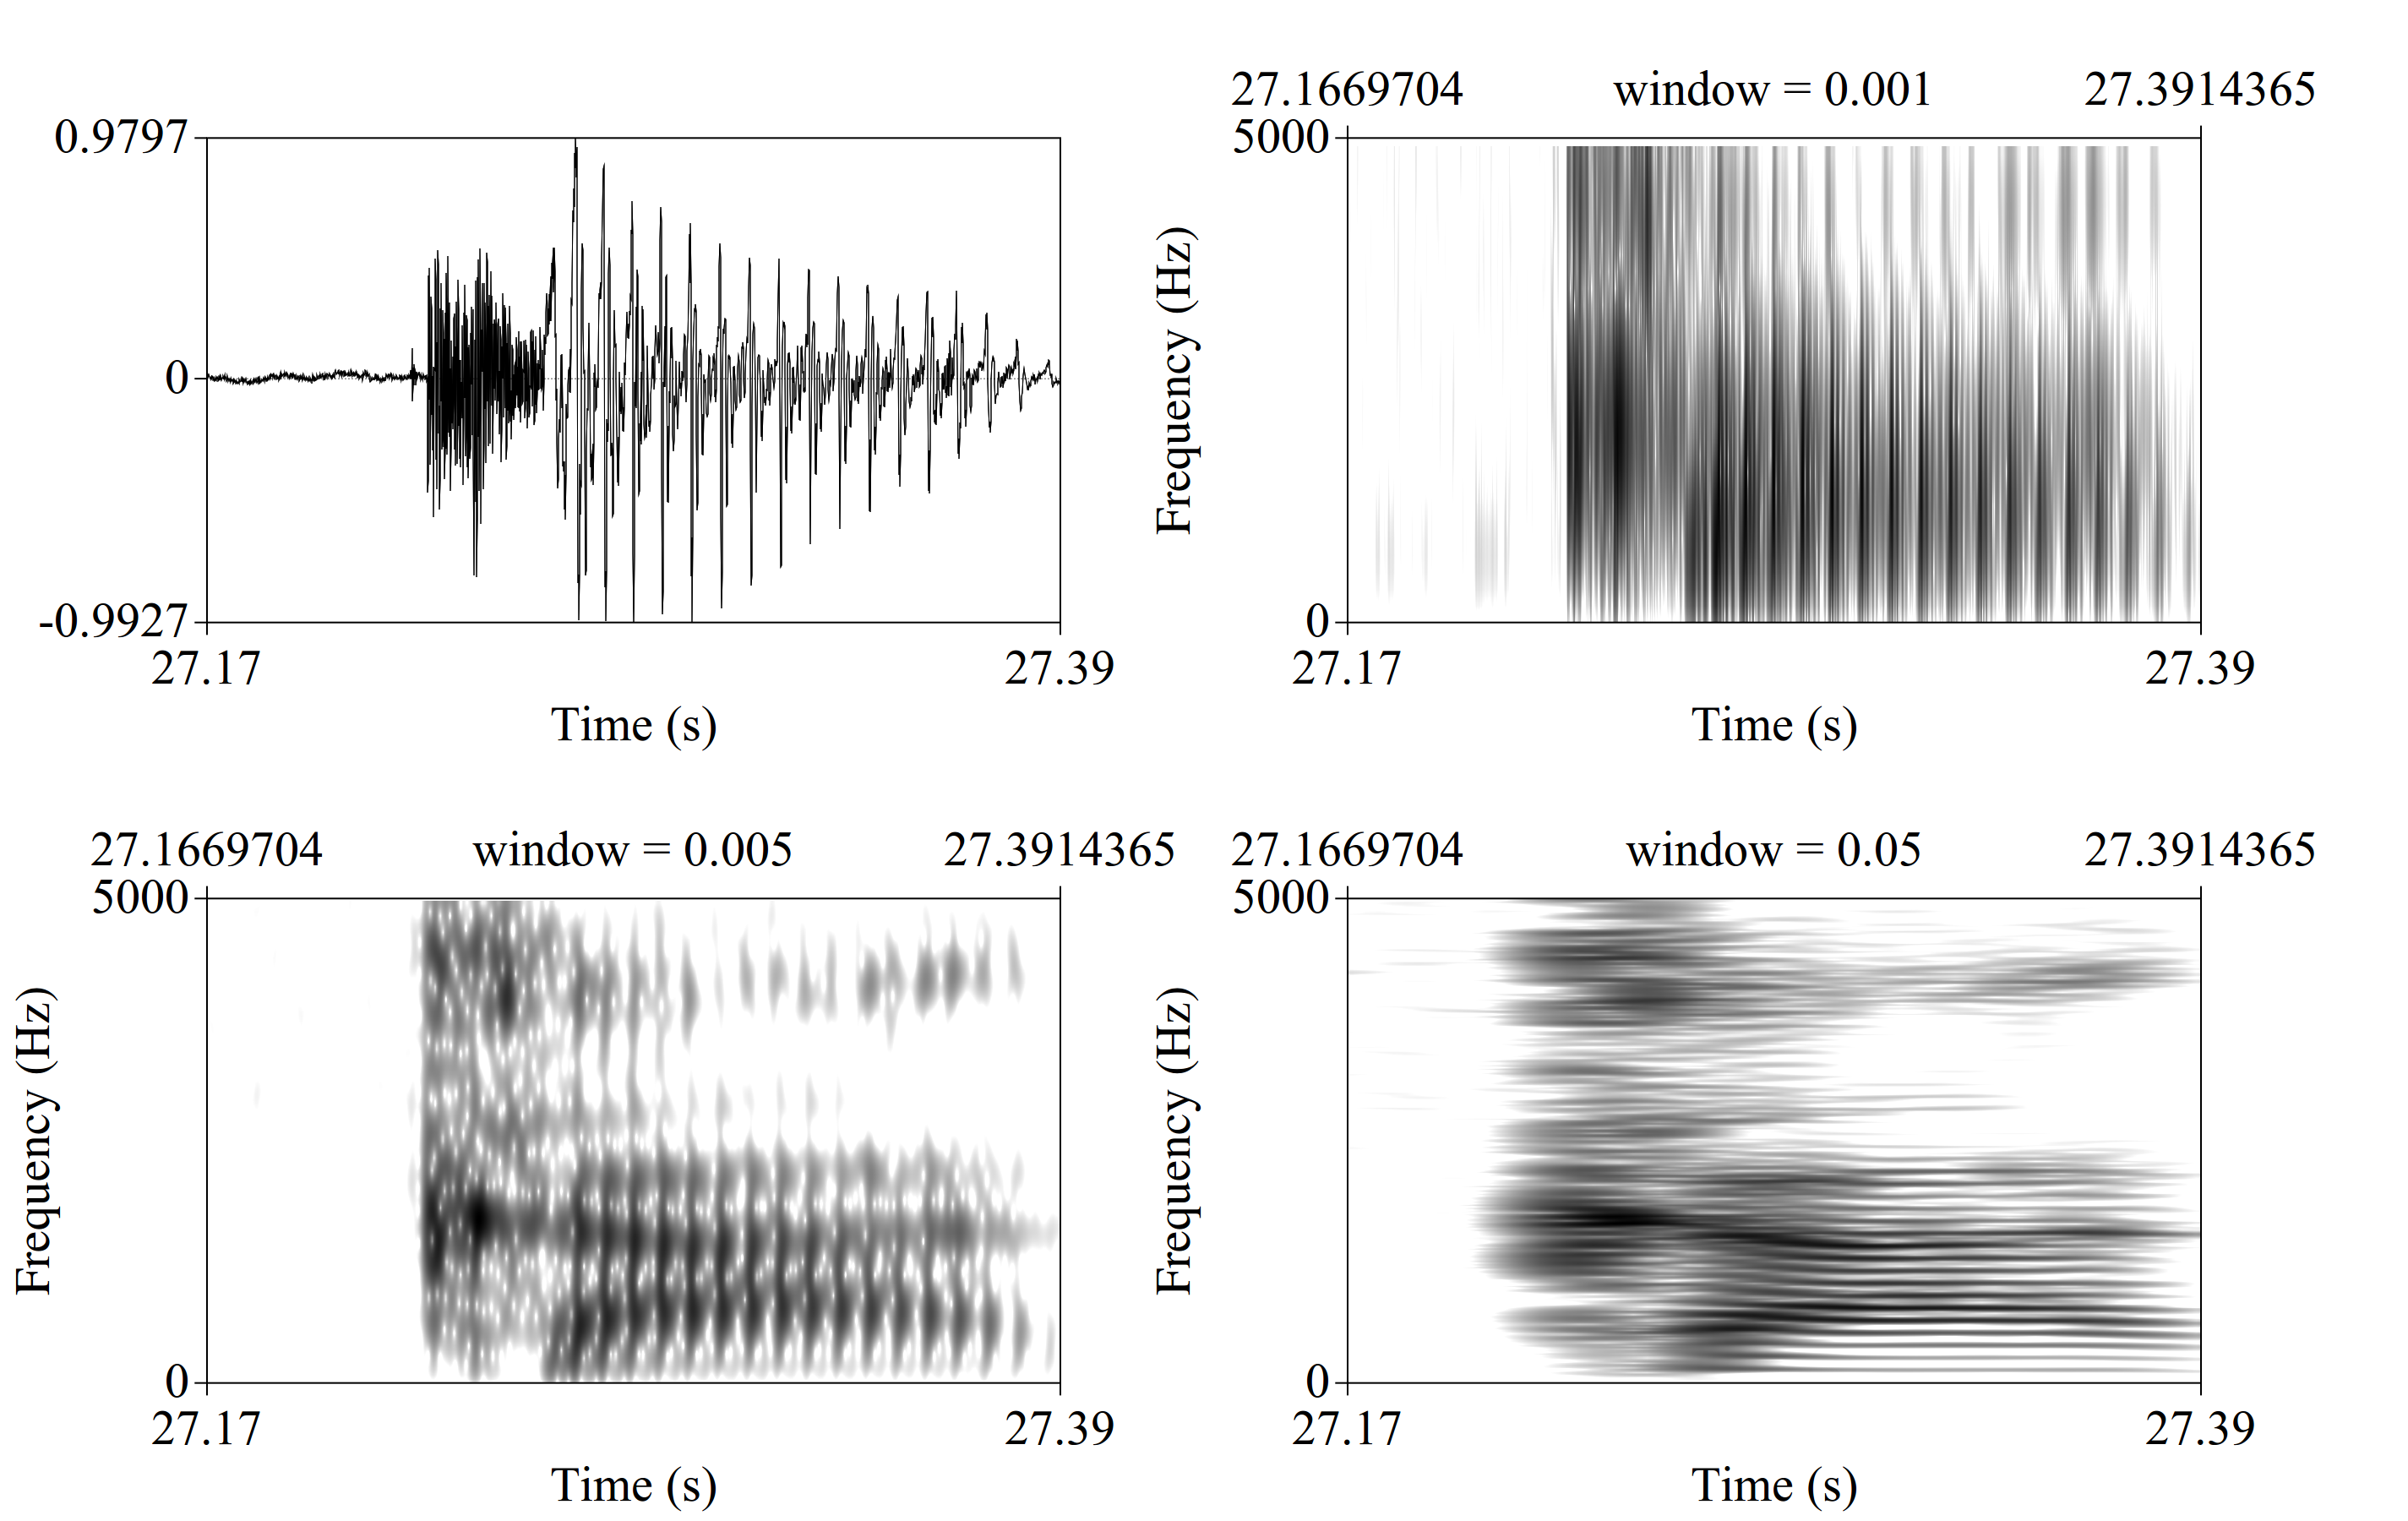 0.9797
0
-0.9927
27.17 27.39
Time (s)
27.1669704 window = 0.001 27.3914365
5000
Frequency (Hz)
0
27.17 27.39
Time (s)
27.1669704 window = 0.005 27.3914365
5000
Frequency (Hz)
0
27.17 27.39
Time (s)
27.1669704 window = 0.05 27.3914365
5000
Frequency (Hz)
0
27.17 27.39
Time (s)